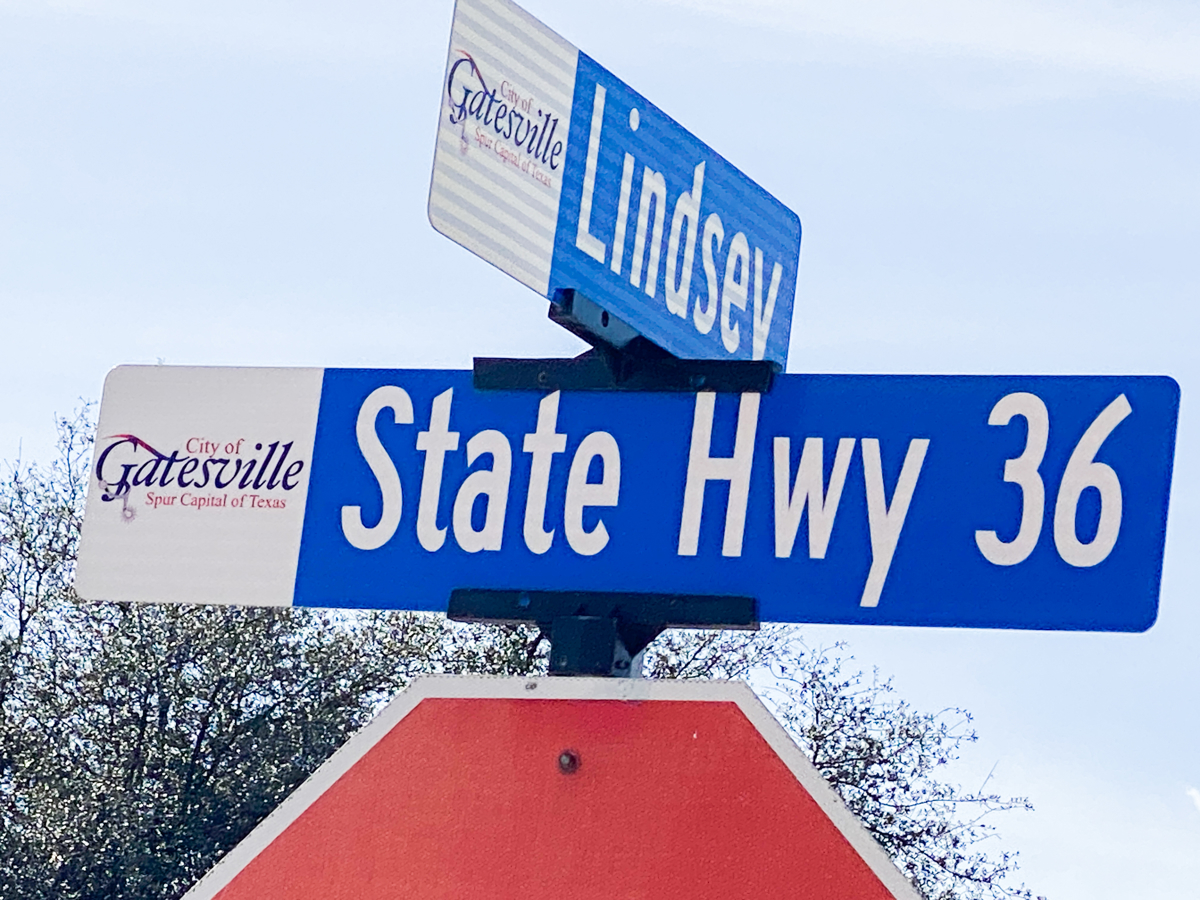 City of
Gatesville
Spur Capital of Texas
Lindsey
City of
Gatesville
Spur Capital of Texas
State Hwy 36